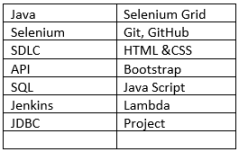 Java Selenium Grid
Selenium Git, GitHub
SDLC HTML &CSS
API Bootstrap
SQL Java Script
Jenkins Lambda
JDBC Project